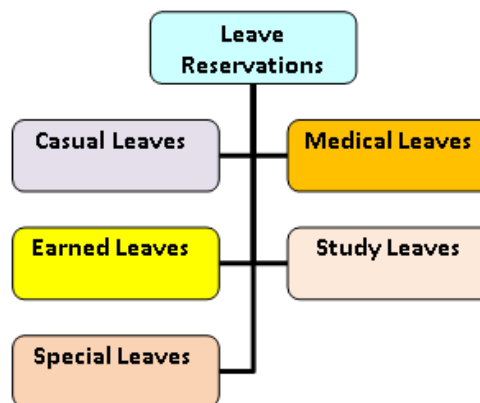 Leave
Reservations
Casual Leaves
Medical Leaves
Earned Leaves
Study Leaves
Special Leaves